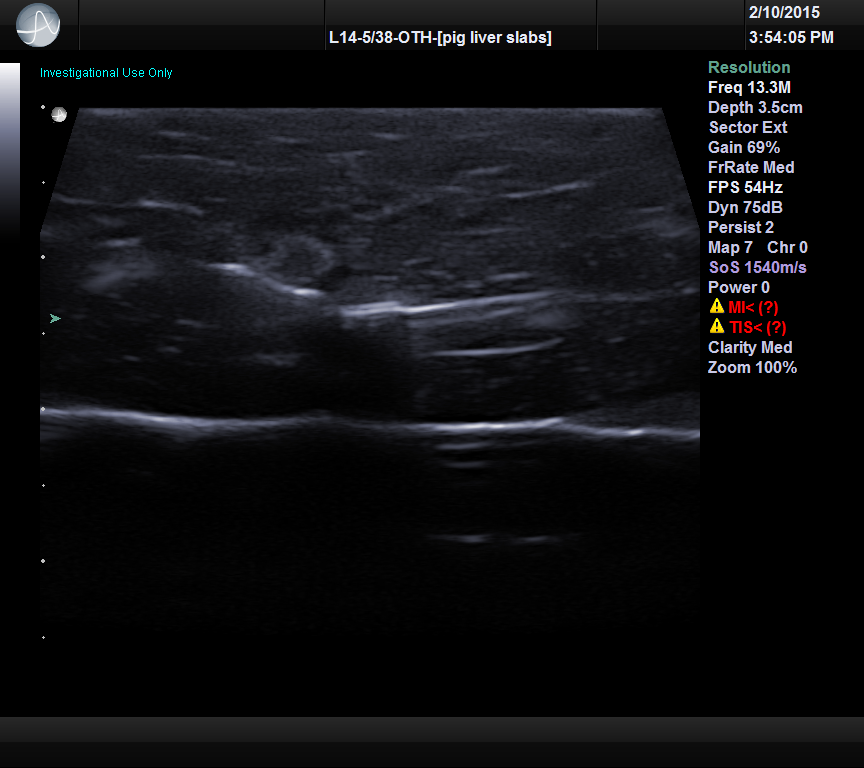 2/10/2015
L14-5/38-OTH-[pig liver slabs]
3:54:05 PM
Investigational Use Only
Resolution
Freq 13.3M
Depth 3.5cm
Sector Ext
Gain 69%
FrRate Med
FPS 54Hz
Dyn 75dB
Persist 2
Map 7 Chr 0
SoS 1540m/s
Power 0
MI< (?)
TIS< (?)
Clarity Med
Zoom 100%